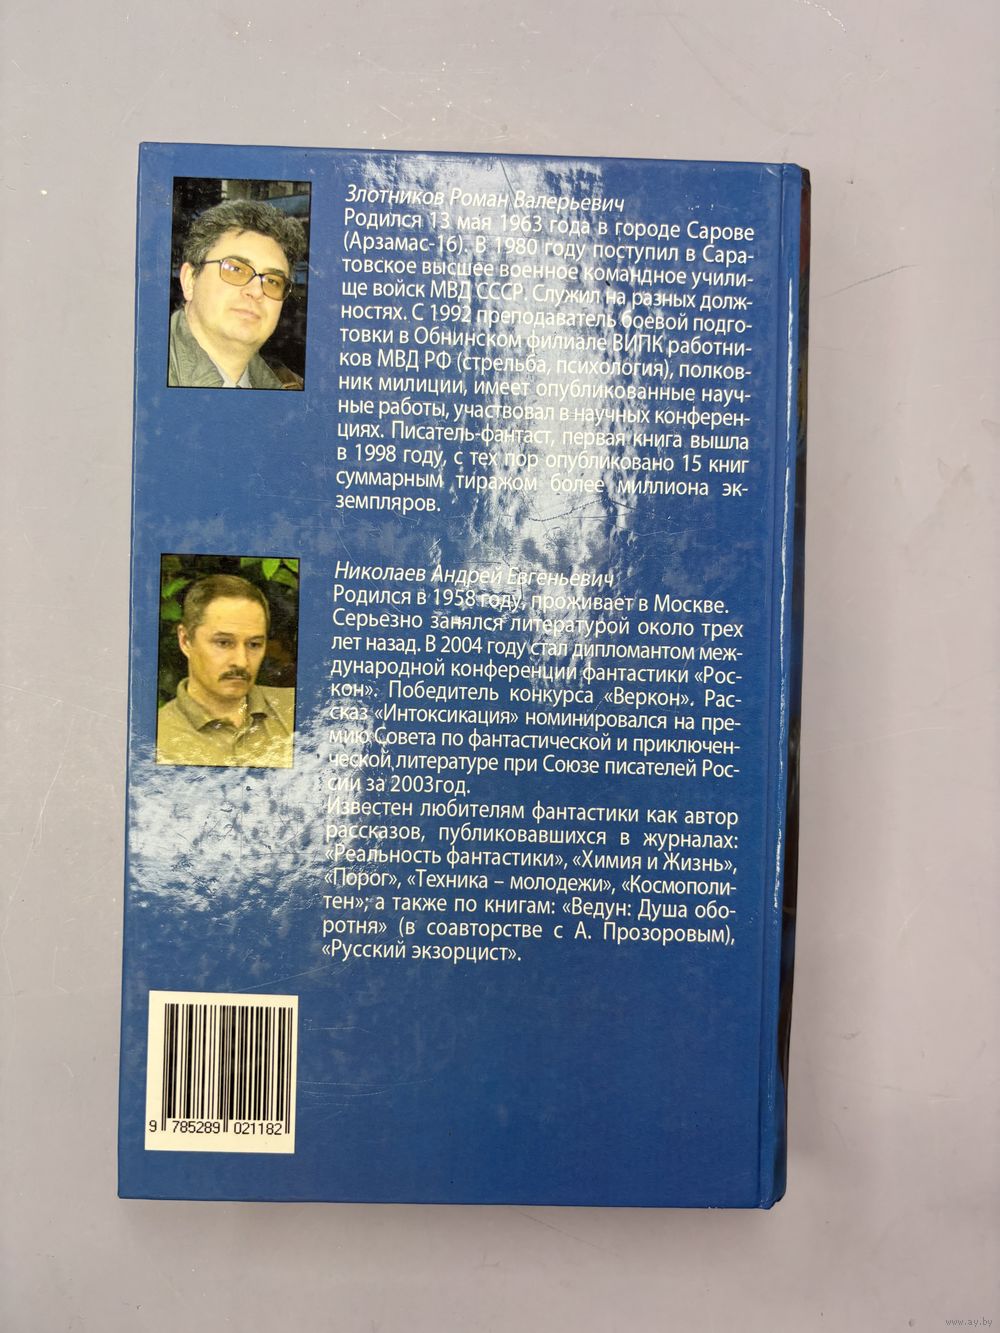 Злотников Роман Валерьевич
Родился 13 мая 1963 года в городе Сарове
(Арзамас-16). В 1980 году поступил в Сара-
товское высшее военное командное учили-
ще войск МВД СССР. Служил на разных долж-
ностях. С 1992 преподаватель боевой подго-
товки в Обнинском филиале ВИПК работни-
ков МВД РФ (стрельба, психология), полков-
ник милиции, имеет опубликованные науч-
ные работы, участвовал в научных конферен-
циях. Писатель-фантаст, первая книга вышла
в 1998 году, с тех пор опубликовано 15 книг
суммарным тиражом более миллиона эк-
земпляров.
Николаев Андрей Евгеньевич
Родился в 1958 году, проживает в Москве.
Серьезно занялся литературой около трех
лет назад. В 2004 году стал дипломантом меж-
дународной конференции фантастики «Рос-
кон». Победитель конкурса «Веркон». Рас-
сказ «Интоксикация» номинировался на пре-
мию Совета по фантастической и приключен-
ческой литературе при Союзе писателей Рос-
сии за 2003год.
Известен любителям фантастики как автор
рассказов, публиковавшихся в журналах:
«Реальность фантастики», «Химия и Жизнь»,
«Порог», «Техника – молодежи», «Космополи-
тен»; а также по книгам: «Ведун: Душа обо-
ротня» (в соавторстве с А. Прозоровым),
«Русский экзорцист».
9 785289 021182
www.ay.by